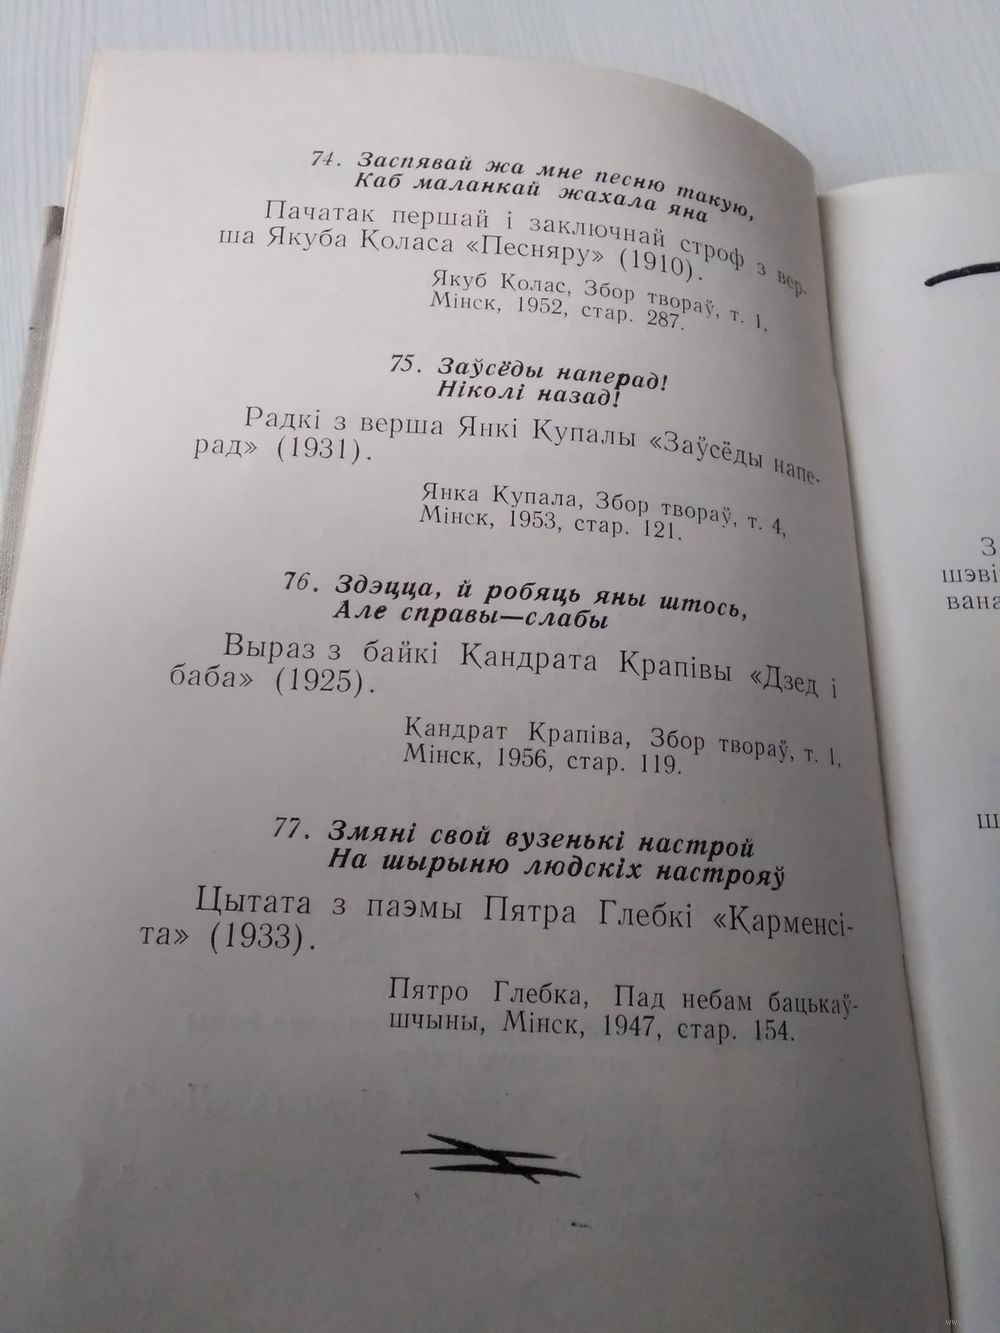 74. Заспявай жа мне песню такую,
Каб маланкай жахала яна
Пачатак першай і заключнай строф з вер-
ша Якуба Коласа «Песняру» (1910).
Якуб Колас, Збор твораў, т. 1,
Мінск, 1952, стар. 287.
75. Заўсёды наперад!
Ніколі назад!
Радкі з верша Янкі Купалы «Заўсёды напе-
рад» (1931).
Янка Купала, Збор твораў, т. 4,
Мінск, 1953, стар. 121.
76. Здэцца, й робяць яны штось,
Але справы—слабы
Выраз з байкі Кандрата Крапівы «Дзед і
баба» (1925).
Кандрат Крапіва, Збор твораў, т. 1,
Мінск, 1956, стар. 119.
77. Змяні свой вузенькі настрой
На шырыню людскіх настрояў
Цытата з паэмы Пятра Глебкі «Карменсі-
та» (1933).
Пятро Глебка, Пад небам бацькаў-
шчыны, Мінск, 1947, стар. 154.
З
шэві
вана
ш
www